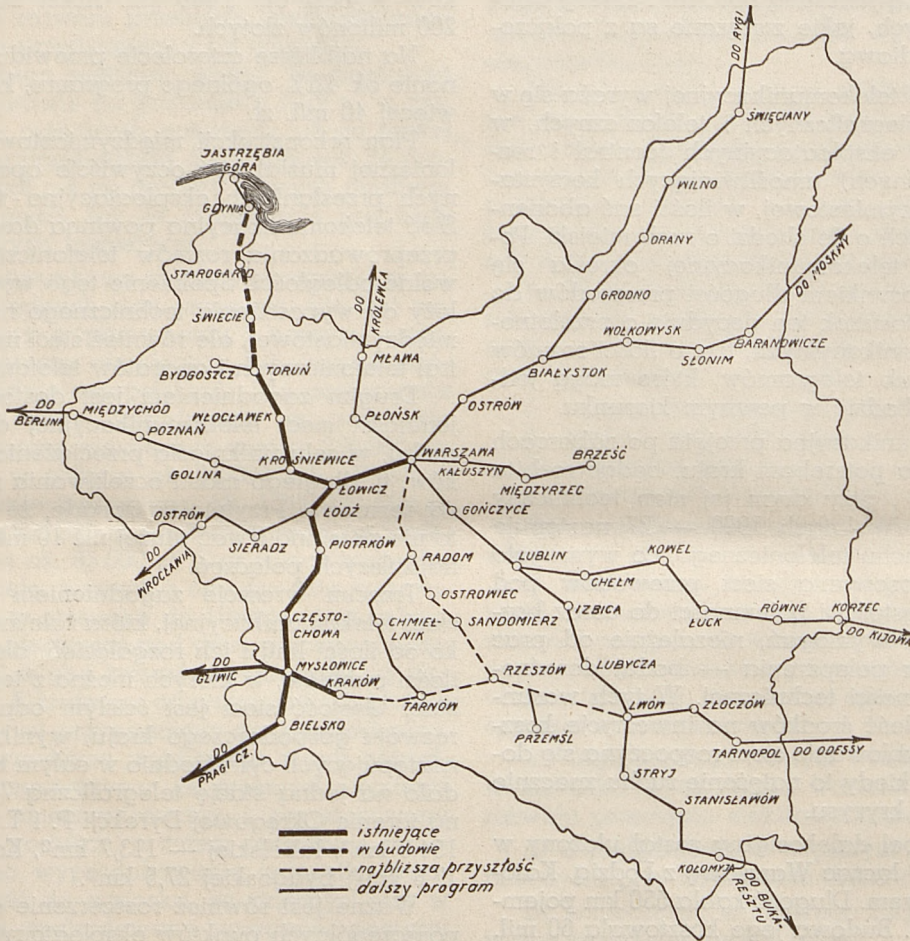 DO RYGI
ŚWIĘCIANY
JASTRZĘBIA
GÓRA
WILNO
GDYNIA
ORANY
DO MOSKWY
STAROGARD
DO
KRÓLEWCA
GRODNO
ŚWIECIE
WOŁKOWYSK
BARANOWICZE
MŁAWA
SŁONIM
BYDGOSZCZ
TORUŃ
BIAŁYSTOK
OSTRÓW
DO
BERLINA
MIĘDZYCHÓD
WŁOCŁAWEK
PŁOŃSK
POZNAŃ
WARSZAWA
BRZEŚĆ
KAŁUSZYN
GOLINA
KROŚNIEWICE
MIĘDZYRZEC
ŁOWICZ
GOŃCZYCE
OSTRÓW
ŁÓDŹ
SIERADZ
PIOTRKÓW
DO
WROCŁAWIA
RADOM
LUBLIN
KOWEL
CHEŁM
OSTROWIEC
IZBICA
ŁUCK
RÓWNE
KORZEC
CZĘSTO-
CHOWA
CHMIEL-
NIK
SANDOMIERZ
DO KIJOWA
DO
GLIWIC
MYSŁOWICE
RZESZÓW
LUBYCZA
KRAKÓW
TARNÓW
LWÓW
ZŁOCZÓW
BIELSKO
PRZEMŚL
TARNOPOL
DO ODESSY
DO
PRAGI CZ.
STRYJ
STANISŁAWÓW
KOŁOMYJA
DO BUKA-
RESZTU
istniejące
w budowie
najbliższa przyszłość
dalszy program